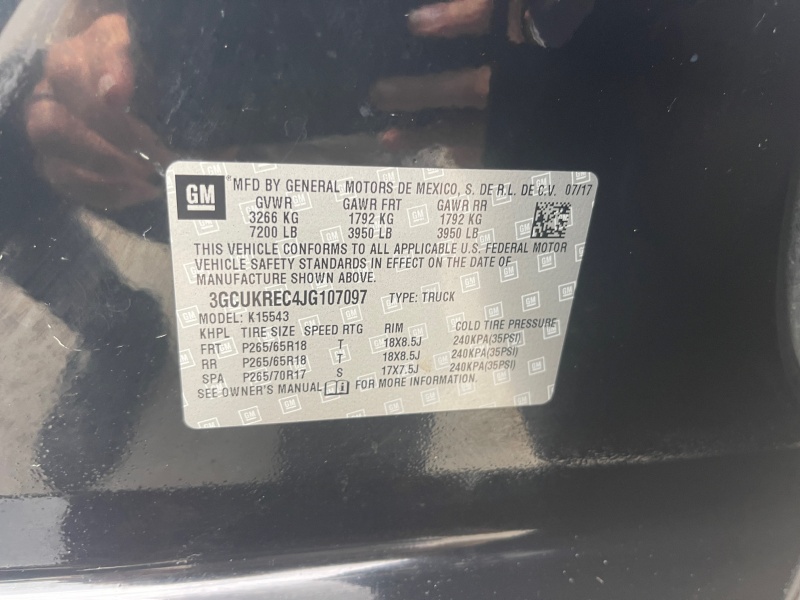 GM MFD BY GENERAL MOTORS DE MEXICO, S. DE R.L. DE C.V. 07/17
GVWR GAWR FRT GAWR RR
3266 KG 1792 KG 1792 KG
7200 LB 3950 LB 3950 LB
THIS VEHICLE CONFORMS TO ALL APPLICABLE U.S. FEDERAL MOTOR
VEHICLE SAFETY STANDARDS IN EFFECT ON THE DATE OF
MANUFACTURE SHOWN ABOVE.
3GCUKREC4JG107097 TYPE: TRUCK
MODEL: K15543
KHPL TIRE SIZE SPEED RTG RIM COLD TIRE PRESSURE
FRT P265/65R18 T 18X8.5J 240KPA(35PSI)
RR P265/65R18 T 18X8.5J 240KPA(35PSI)
SPA P265/70R17 S 17X7.5J 240KPA(35PSI)
SEE OWNER'S MANUAL FOR MORE INFORMATION.